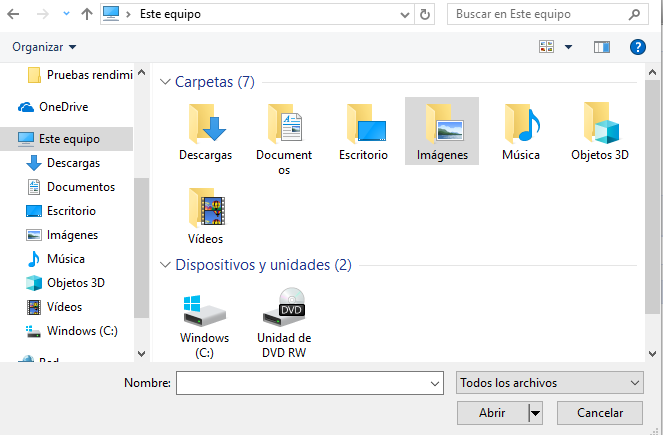 Este equipo
Buscar en Este equipo
Organizar
Pruebas rendimi
OneDrive
Este equipo
Descargas
Documentos
Escritorio
Imágenes
Música
Objetos 3D
Vídeos
Windows (C:)
Carpetas (7)
Descargas
Document
os
Escritorio
Imágenes
Música
Objetos 3D
Vídeos
Dispositivos y unidades (2)
Windows
(C:)
DVD
Unidad de
DVD RW
Nombre:
Todos los archivos
Abrir
Cancelar